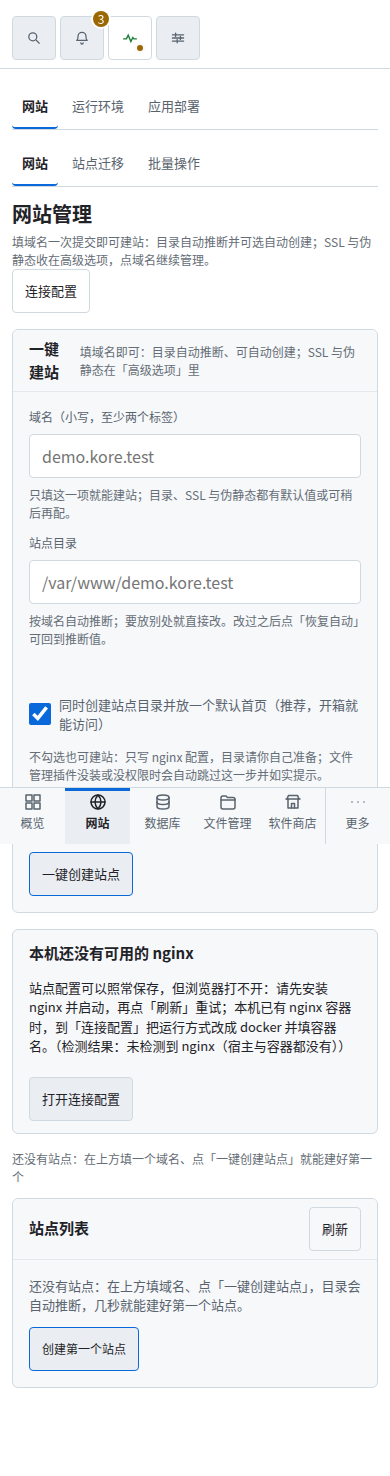 3
网站
运行环境
应用部署
网站
站点迁移
批量操作
网站管理
填域名一次提交即可建站：目录自动推断并可选自动创建；SSL 与伪
静态收在高级选项，点域名继续管理。
连接配置
一键
建站
填域名即可：目录自动推断、可自动创建；SSL 与伪
静态在「高级选项」里
域名（小写，至少两个标签）
demo.kore.test
只填这一项就能建站；目录、SSL 与伪静态都有默认值或可稍
后再配。
站点目录
/var/www/demo.kore.test
按域名自动推断；要放别处就直接改。改过之后点「恢复自动」
可回到推断值。
同时创建站点目录并放一个默认首页（推荐，开箱就
能访问）
不勾选也可建站：只写 nginx 配置，目录请你自己准备；文件
管理插件没装或没权限时会自动跳过这一步并如实提示。
概览
网站
数据库
文件管理
软件商店
更多
一键创建站点
本机还没有可用的 nginx
站点配置可以照常保存，但浏览器打不开：请先安装
nginx 并启动，再点「刷新」重试；本机已有 nginx 容器
时，到「连接配置」把运行方式改成 docker 并填容器
名。（检测结果：未检测到 nginx（宿主与容器都没有））
打开连接配置
还没有站点：在上方填一个域名、点「一键创建站点」就能建好第一
个
站点列表
刷新
还没有站点：在上方填域名、点「一键创建站点」，目录会
自动推断，几秒就能建好第一个站点。
创建第一个站点